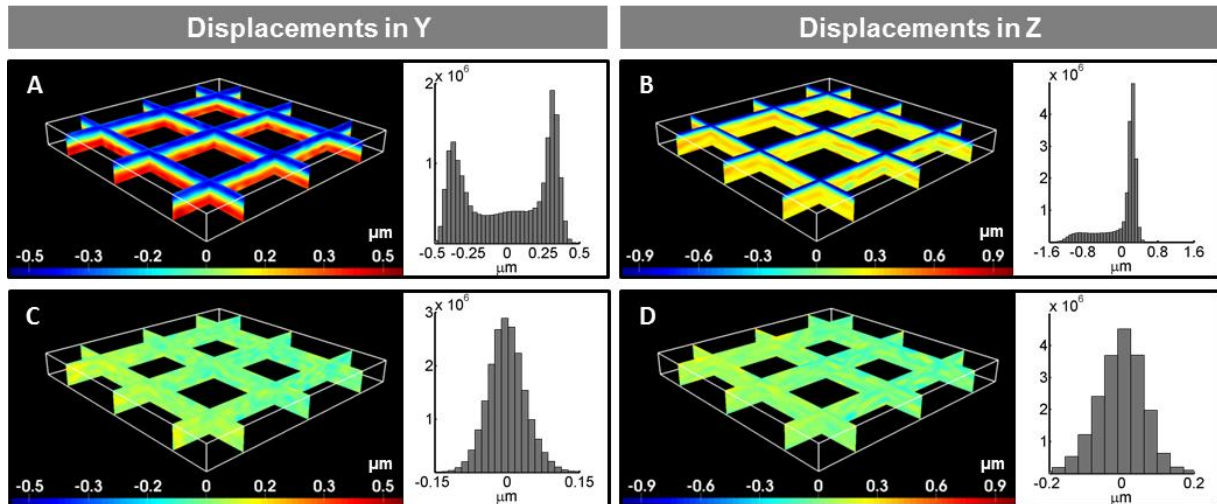 Displacements in Y
Displacements in Z
A
µm
-0.5 -0.3 -0.2 0 0.2 0.3 0.5
x 10^6
2
1
-0.5 -0.25 0 0.25 0.5
µm
B
µm
-0.9 -0.6 -0.3 0 0.3 0.6 0.9
x 10^6
5
4
3
2
1
-1.6 -0.8 0 0.8 1.6
µm
C
µm
-0.5 -0.3 -0.2 0 0.2 0.3 0.5
x 10^6
3
2
1
-0.15 0 0.15
µm
D
µm
-0.5 -0.3 -0.2 0 0.2 0.3 0.5
x 10^6
4
3
2
1
-0.2 0 0.2
µm